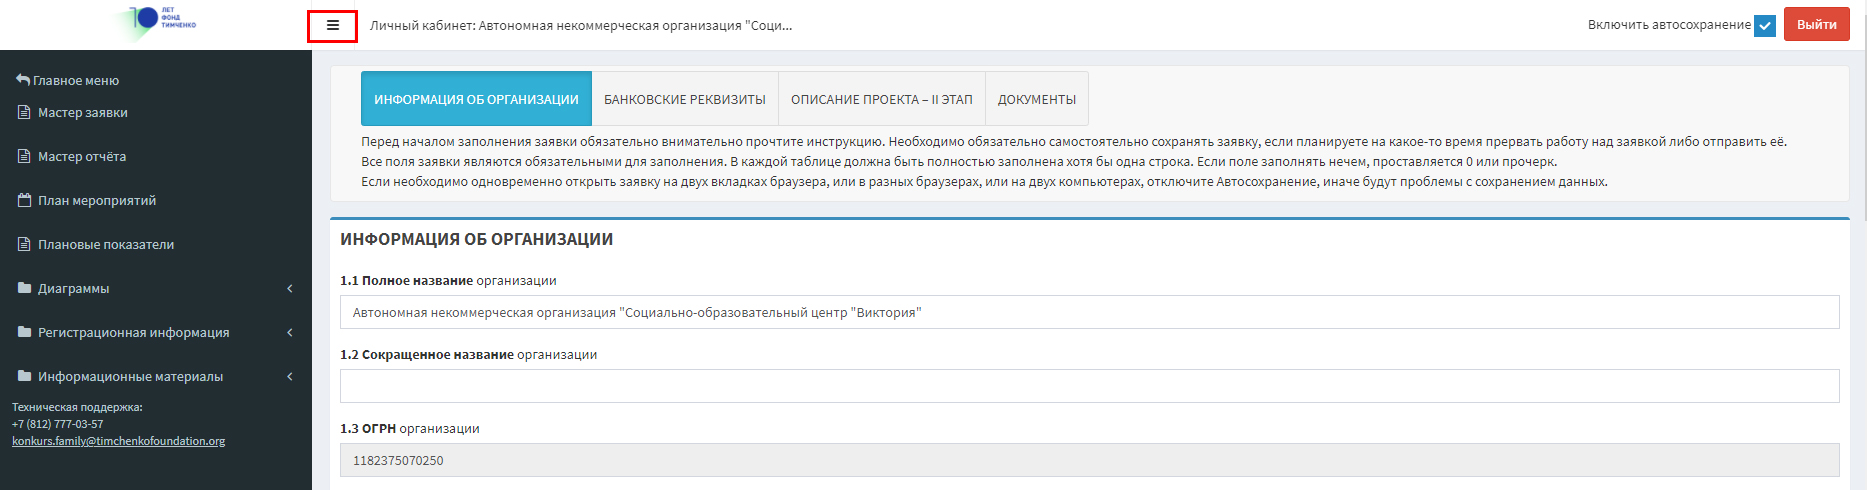 ЛЕТ
ФОНД
ТИМЧЕНКО
Личный кабинет: Автономная некоммерческая организация "Соци...
Включить автосохранение
Выйти
Главное меню
Мастер заявки
Мастер отчёта
План мероприятий
Плановые показатели
Диаграммы
Регистрационная информация
Информационные материалы
Техническая поддержка:
+7 (812) 777-03-57
konkurs.family@timchenkofoundation.org
ИНФОРМАЦИЯ ОБ ОРГАНИЗАЦИИ
БАНКОВСКИЕ РЕКВИЗИТЫ
ОПИСАНИЕ ПРОЕКТА – II ЭТАП
ДОКУМЕНТЫ
Перед началом заполнения заявки обязательно внимательно прочтите инструкцию. Необходимо обязательно самостоятельно сохранять заявку, если планируете на какое-то время прервать работу над заявкой либо отправить её.
Все поля заявки являются обязательными для заполнения. В каждой таблице должна быть полностью заполнена хотя бы одна строка. Если поле заполнять нечем, проставляется 0 или прочерк.
Если необходимо одновременно открыть заявку на двух вкладках браузера, или в разных браузерах, или на двух компьютерах, отключите Автосохранение, иначе будут проблемы с сохранением данных.
ИНФОРМАЦИЯ ОБ ОРГАНИЗАЦИИ
1.1 Полное название организации
Автономная некоммерческая организация "Социально-образовательный центр "Виктория"
1.2 Сокращенное название организации
1.3 ОГРН организации
1182375070250